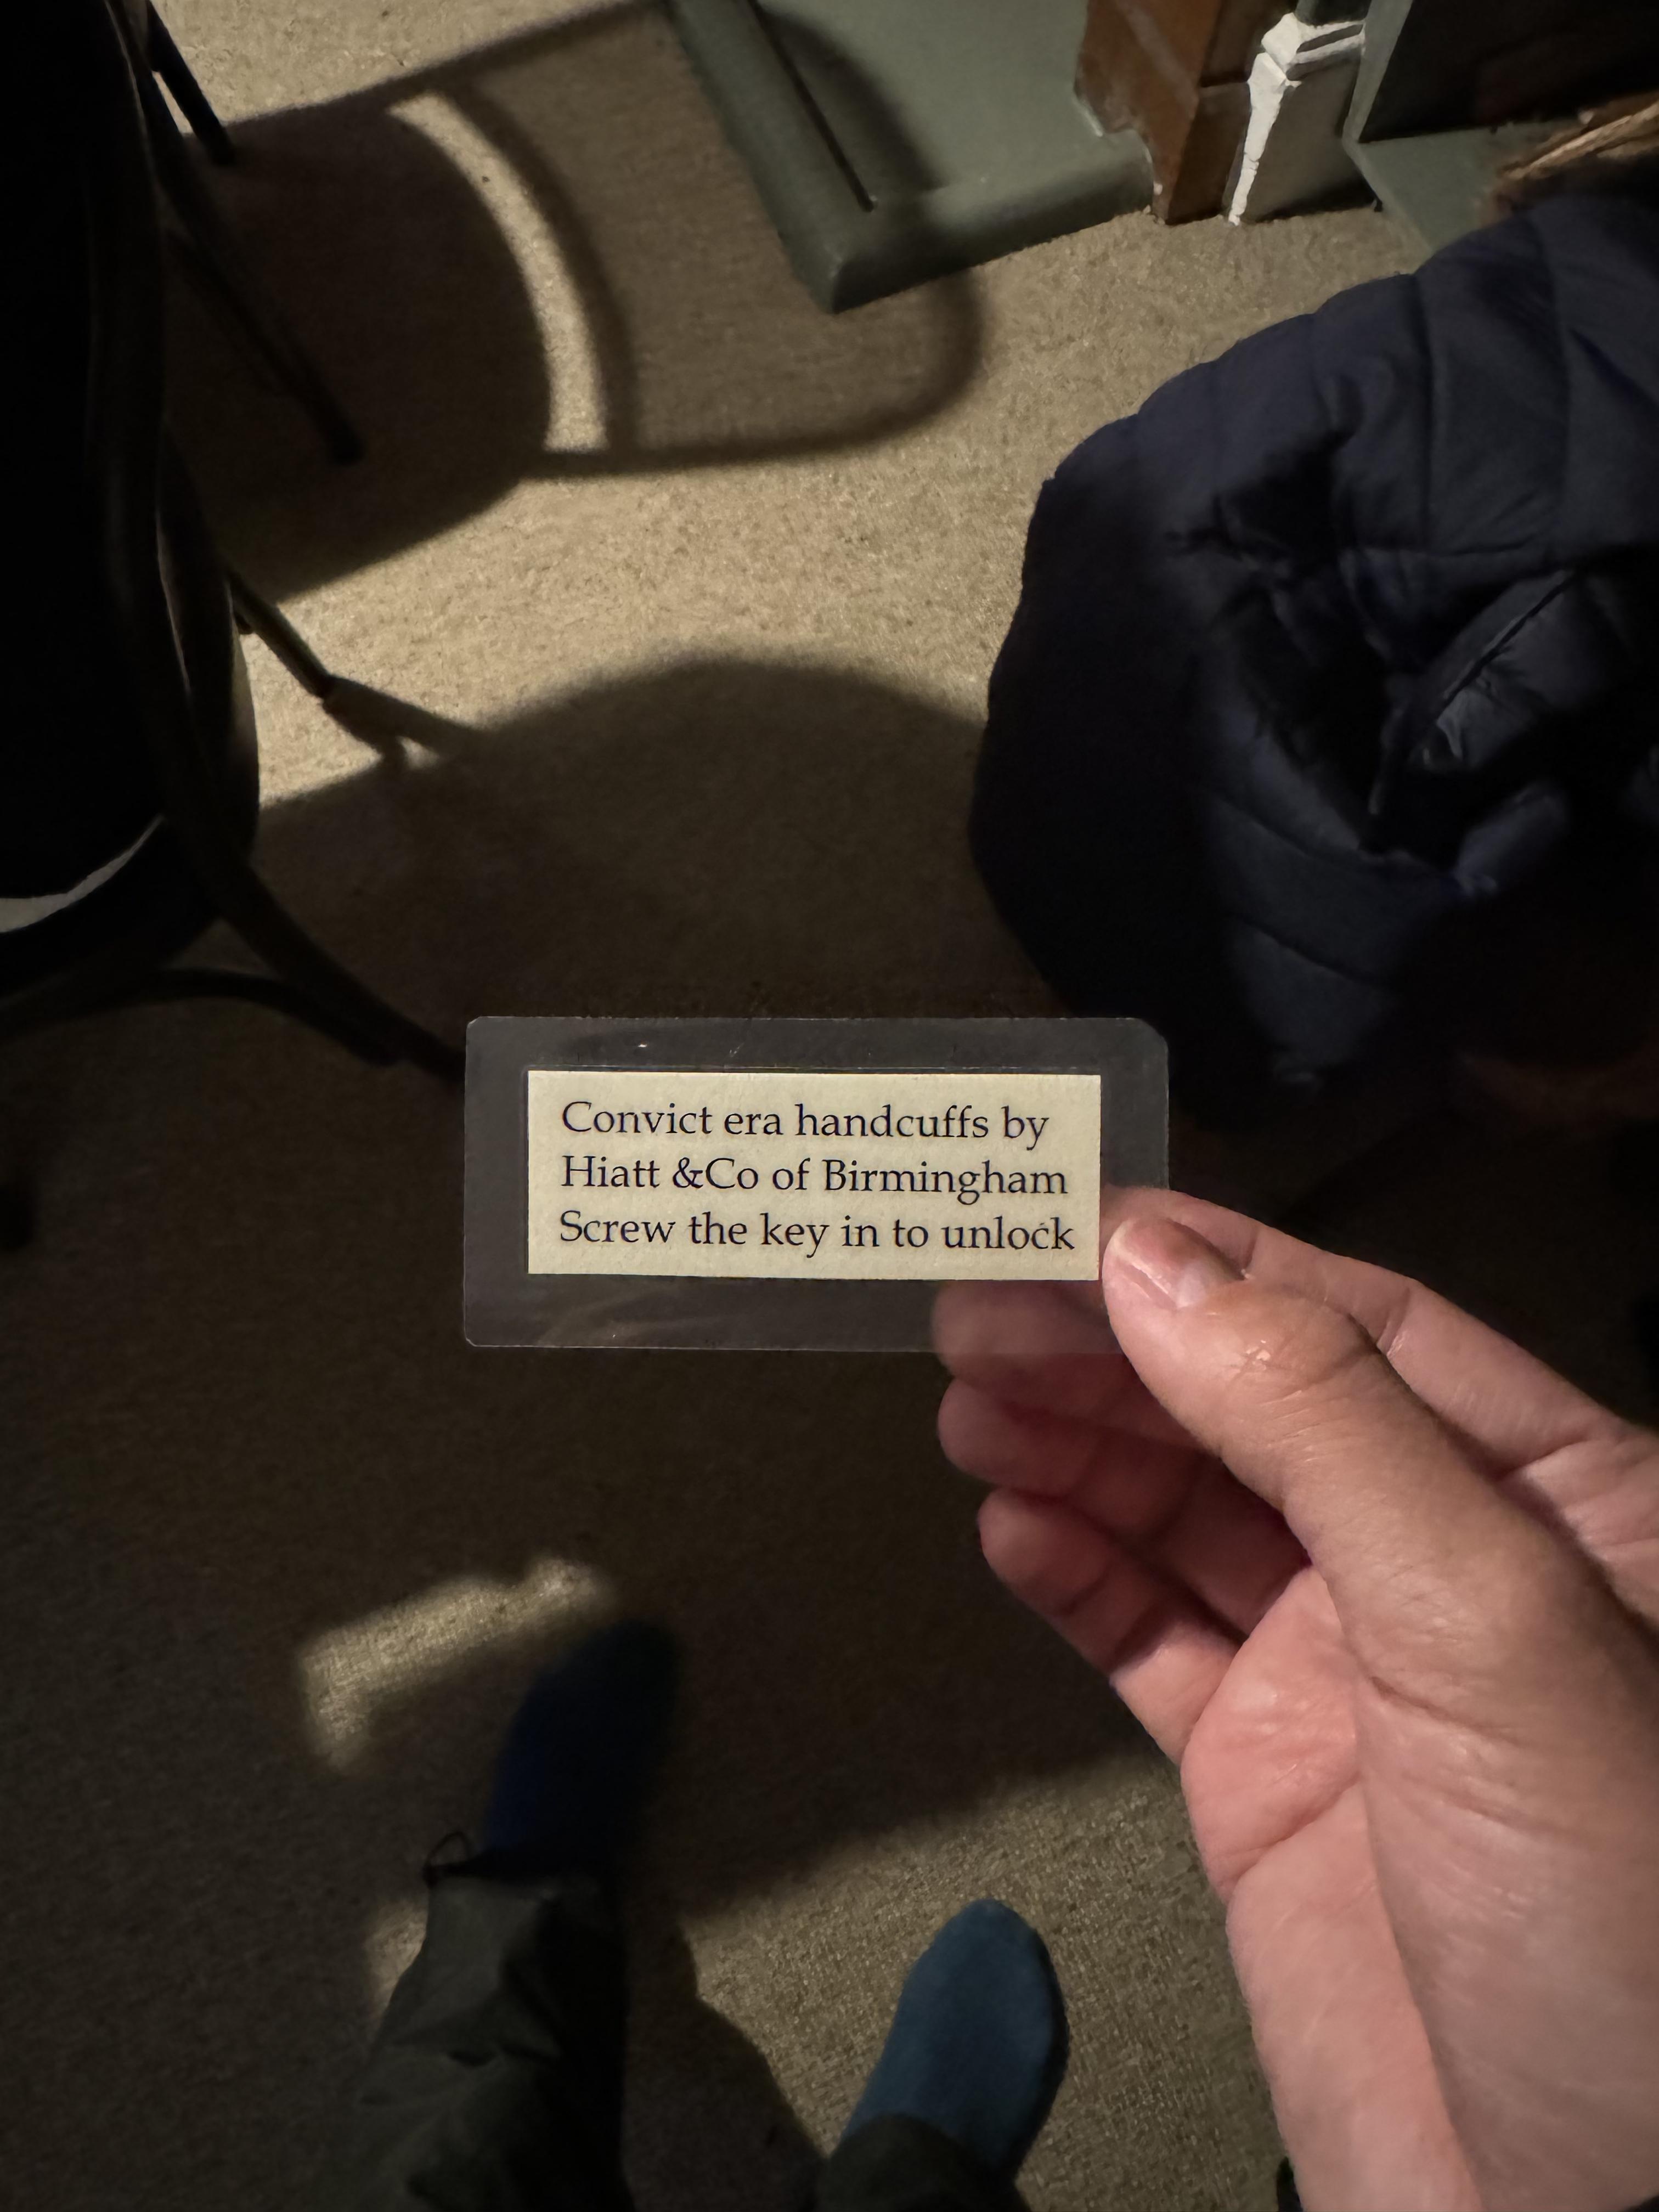 Convict era handcuffs by
Hiatt &Co of Birmingham
Screw the key in to unlock